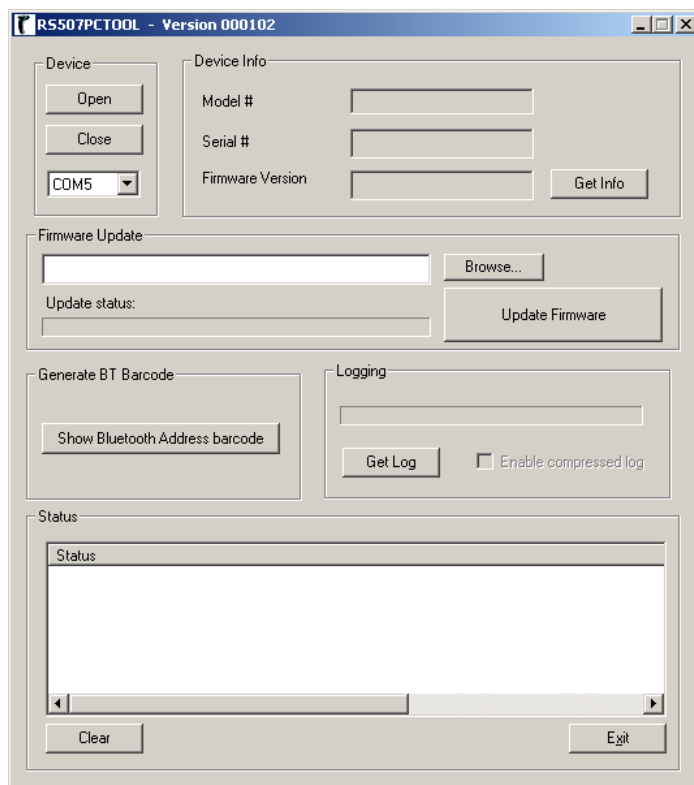 RS507PCTOOL - Version 000102
Device
Open
Close
COM5
Device Info
Model #
Serial #
Firmware Version
Get Info
Firmware Update
Browse...
Update status:
Update Firmware
Generate BT Barcode
Show Bluetooth Address barcode
Logging
Get Log
Enable compressed log
Status
Status
Clear
Exit